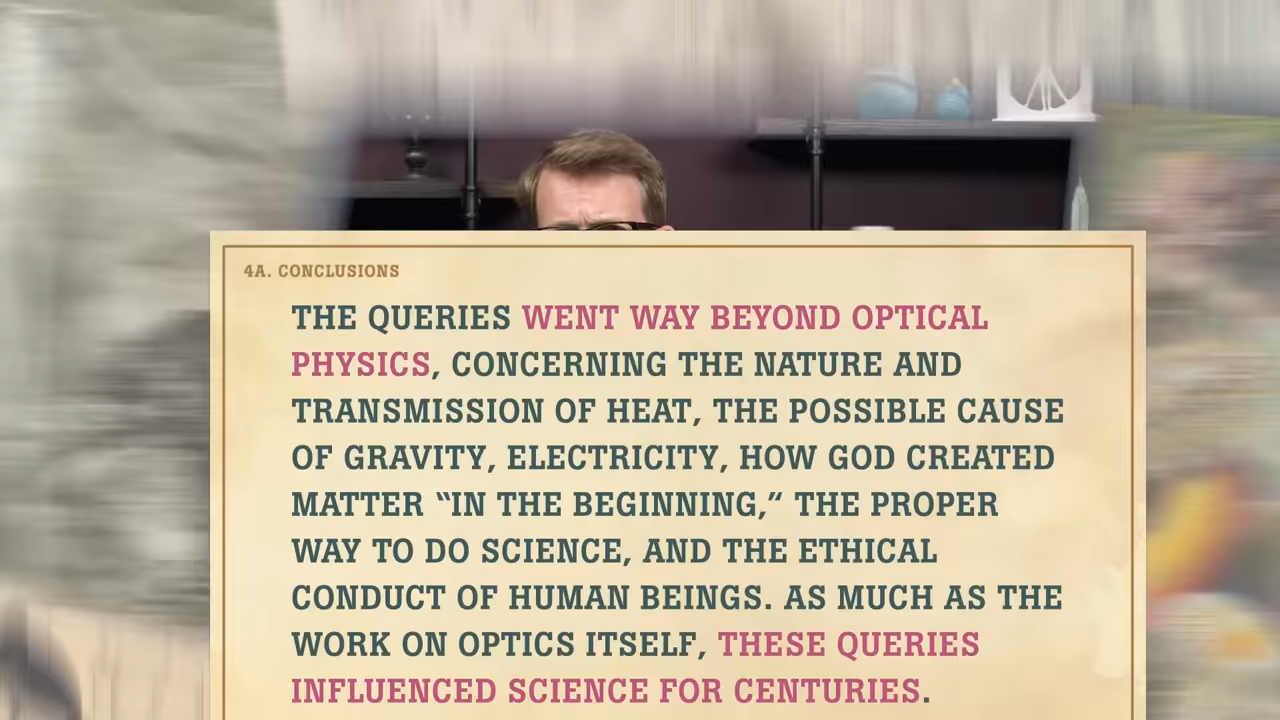 4A. CONCLUSIONS
THE QUERIES WENT WAY BEYOND OPTICAL
PHYSICS, CONCERNING THE NATURE AND
TRANSMISSION OF HEAT, THE POSSIBLE CAUSE
OF GRAVITY, ELECTRICITY, HOW GOD CREATED
MATTER “IN THE BEGINNING,” THE PROPER
WAY TO DO SCIENCE, AND THE ETHICAL
CONDUCT OF HUMAN BEINGS. AS MUCH AS THE
WORK ON OPTICS ITSELF, THESE QUERIES
INFLUENCED SCIENCE FOR CENTURIES.